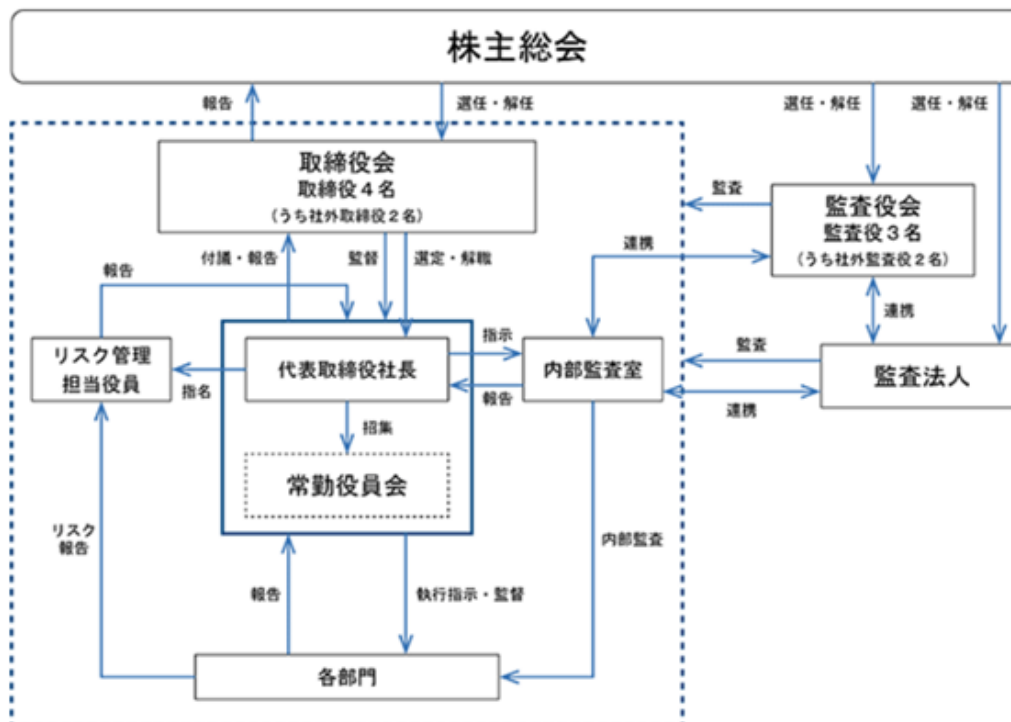 株主総会
報告
選任・解任
選任・解任
選任・解任
取締役会
取締役4名
(うち社外取締役2名)
監査
監査役会
監査役3名
(うち社外監査役2名)
付議・報告
監督
選定・解職
連携
報告
連携
リスク管理
担当役員
指名
代表取締役社長
指示
報告
内部監査室
監査
連携
監査法人
招集
常勤役員会
リスク
報告
内部監査
報告
執行指示・監督
各部門